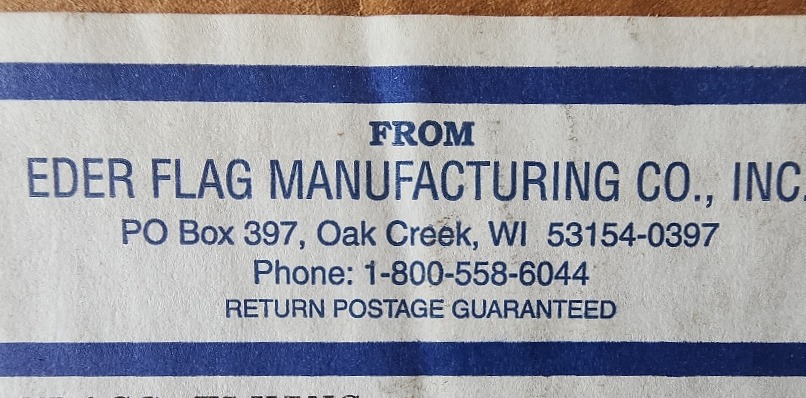 FROM
EDER FLAG MANUFACTURING CO., INC.
PO Box 397, Oak Creek, WI 53154-0397
Phone: 1-800-558-6044
RETURN POSTAGE GUARANTEED